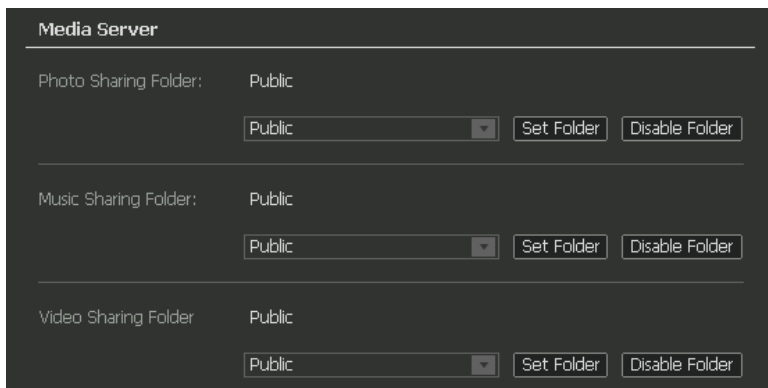 Media Server
Photo Sharing Folder: Public
Public Set Folder Disable Folder
Music Sharing Folder: Public
Public Set Folder Disable Folder
Video Sharing Folder Public
Public Set Folder Disable Folder